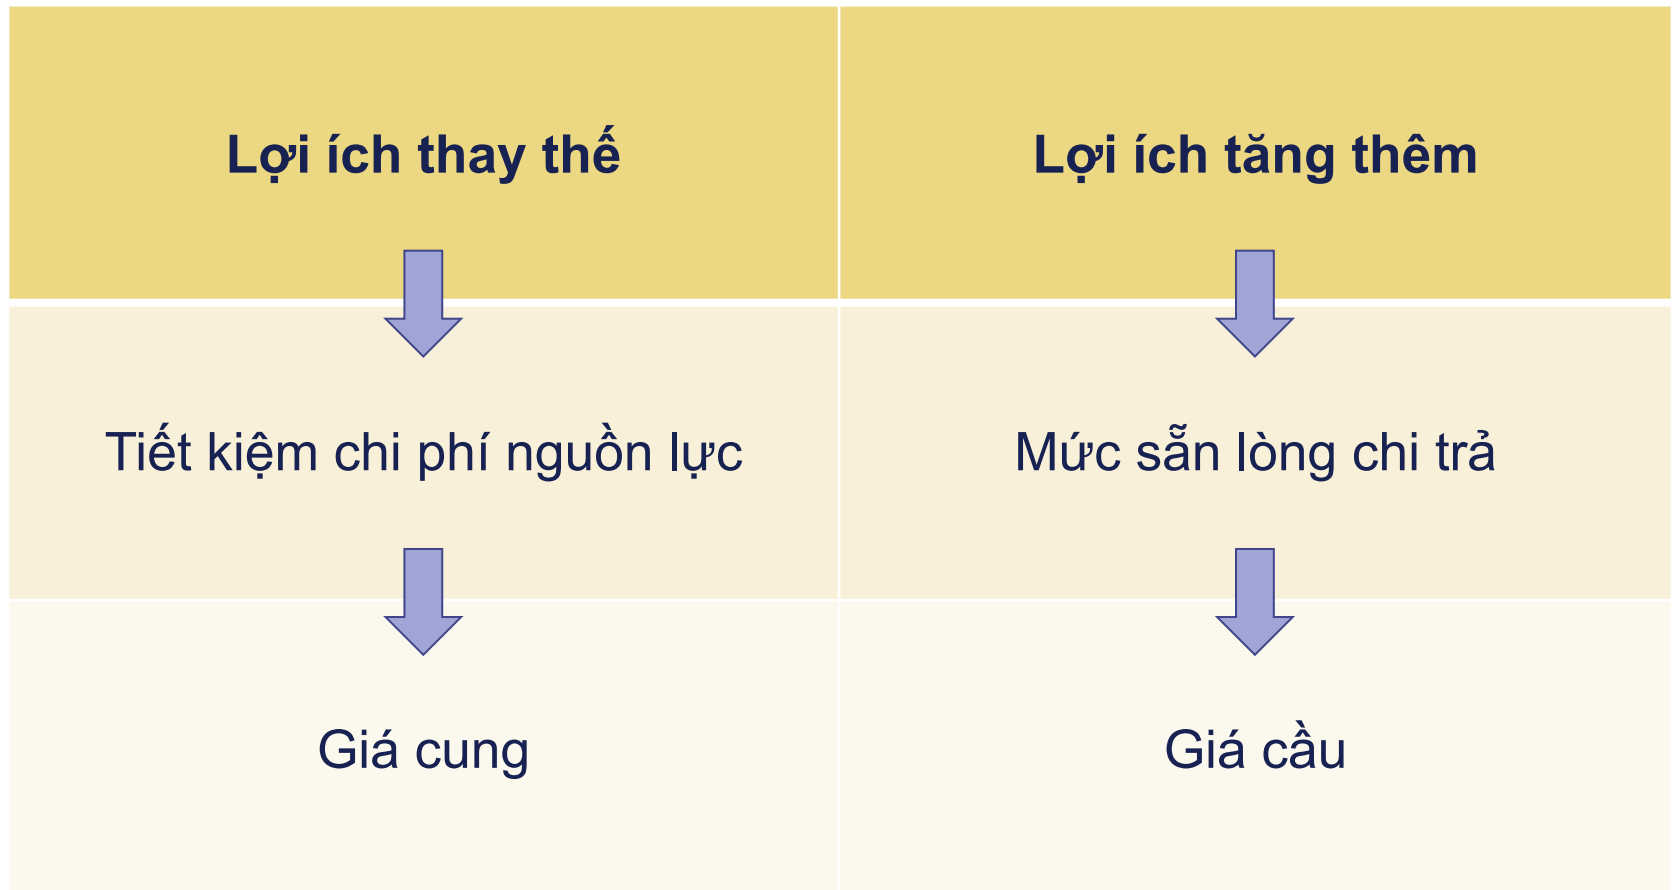 Lợi ích thay thế
Lợi ích tăng thêm
Tiết kiệm chi phí nguồn lực
Mức sẵn lòng chi trả
Giá cung
Giá cầu